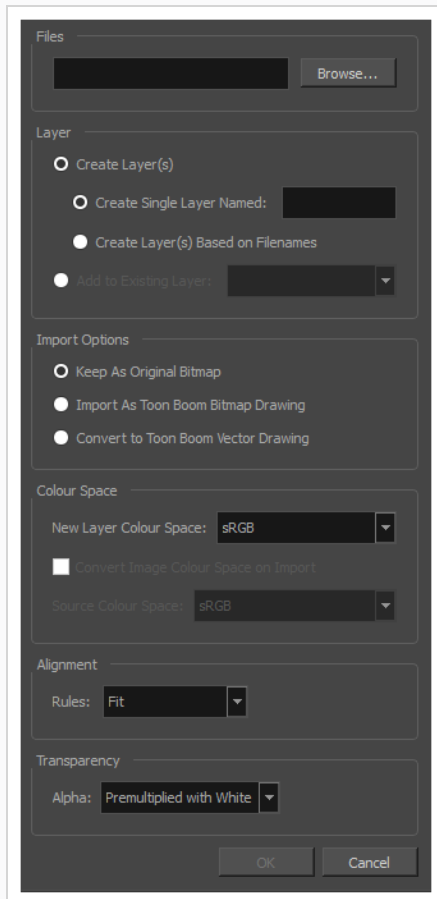 Files
Browse...
Layer
Create Layer(s)
Create Single Layer Named:
Create Layer(s) Based on Filenames
Add to Existing Layer:
Import Options
Keep As Original Bitmap
Import As Toon Boom Bitmap Drawing
Convert to Toon Boom Vector Drawing
Colour Space
New Layer Colour Space: sRGB
Convert Image Colour Space on Import
Source Colour Space: sRGB
Alignment
Rules: Fit
Transparency
Alpha: Premultiplied with White
OK Cancel